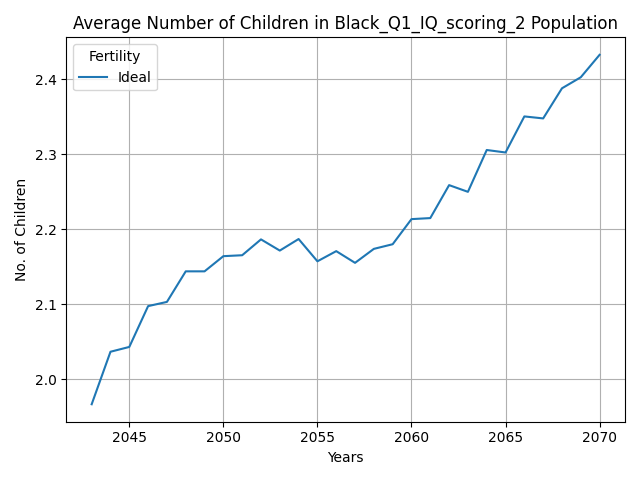 Average Number of Children in Black_Q1_IQ_scoring_2 Population
Fertility
Ideal
No. of Children
2.4
2.3
2.2
2.1
2.0
2045 2050 2055 2060 2065 2070
Years